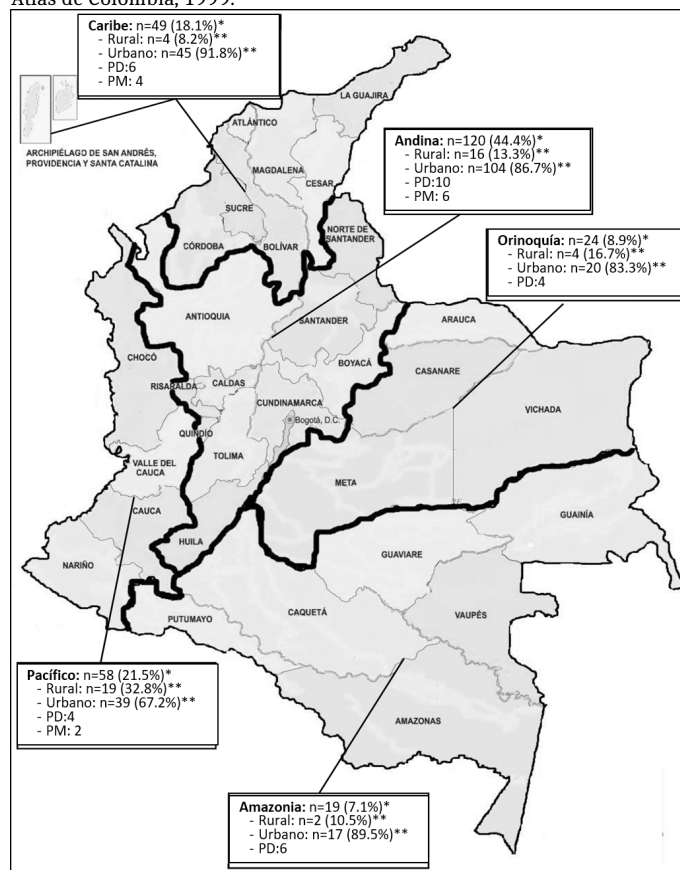 Atlas de Colombia, 1999.
Caribe: n=49 (18.1%)*
- Rural: n=4 (8.2%)**
- Urbano: n=45 (91.8%)**
- PD:6
- PM: 4
ARCHIPIÉLAGO DE SAN ANDRÉS,
PROVIDENCIA Y SANTA CATALINA
LA GUAJIRA
ATLÁNTICO
MAGDALENA
CESAR
SUCRE
CÓRDOBA
BOLÍVAR
NORTE DE
SANTANDER
Andina: n=120 (44.4%)*
- Rural: n=16 (13.3%)**
- Urbano: n=104 (86.7%)**
- PD:10
- PM: 6
Orinoquía: n=24 (8.9%)*
- Rural: n=4 (16.7%)**
- Urbano: n=20 (83.3%)**
- PD:4
ANTIOQUIA
SANTANDER
ARAUCA
CHOCÓ
BOYACÁ
CASANARE
RISARALDA
CALDAS
CUNDINAMARCA
VICHADA
Bogotá, D.C.
QUINDÍO
TOLIMA
VALLE DEL
CAUCA
META
CAUCA
GUAINÍA
HUILA
NARIÑO
GUAVIARE
CAQUETÁ
VAUPÉS
PUTUMAYO
Pacífico: n=58 (21.5%)*
- Rural: n=19 (32.8%)**
- Urbano: n=39 (67.2%)**
- PD:4
- PM: 2
AMAZONAS
Amazonia: n=19 (7.1%)*
- Rural: n=2 (10.5%)**
- Urbano: n=17 (89.5%)**
- PD:6